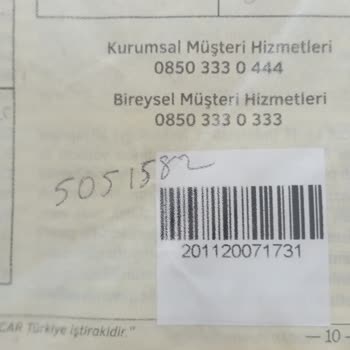 Kurumsal Müşteri Hizmetleri
0850 333 0 444
Bireysel Müşteri Hizmetleri
0850 333 0 333
5051582
201120071731
CAR Türkiye iştirakidir."
— 10 -